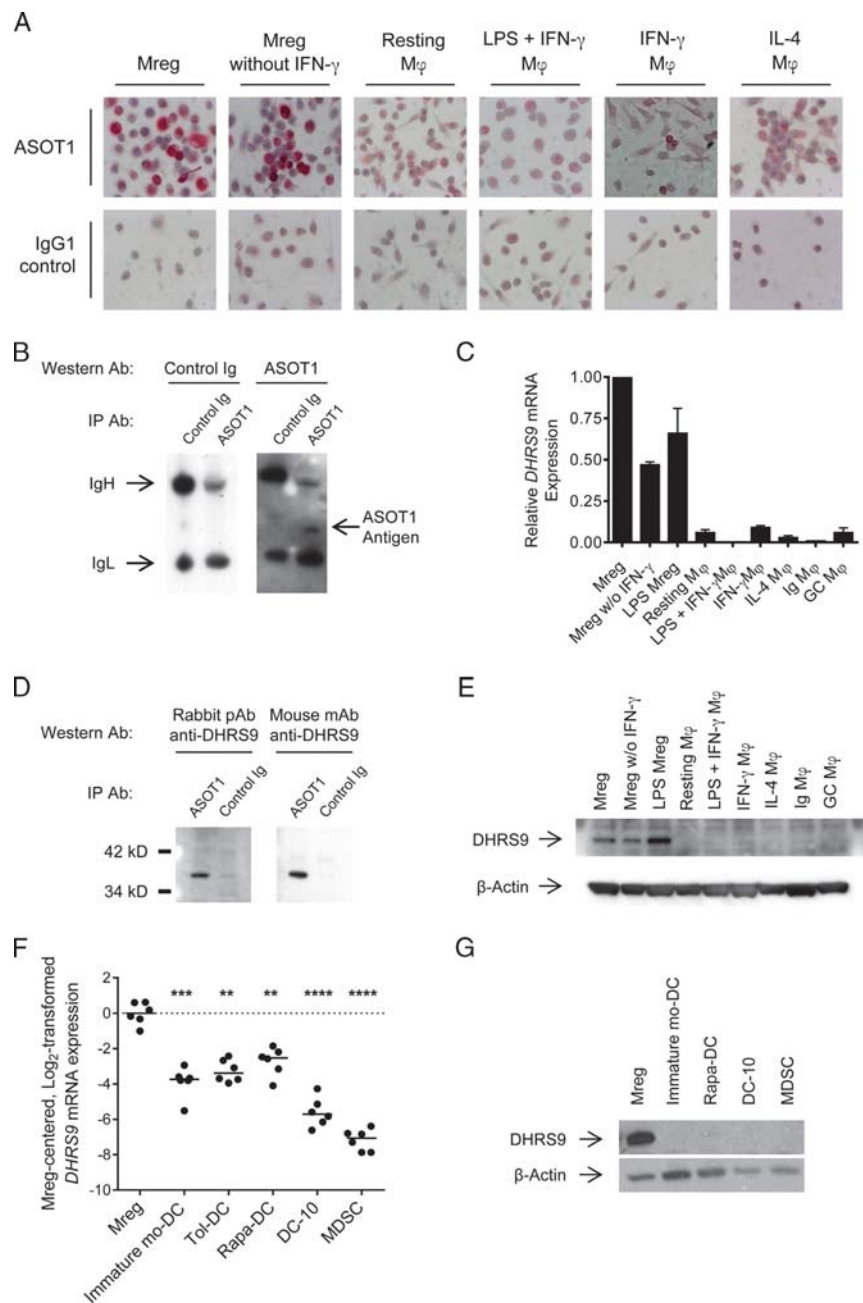 A
Mreg
Mreg
without IFN-γ
Resting
Mφ
LPS + IFN-γ
Mφ
IFN-γ
Mφ
IL-4
Mφ
ASOT1
IgG1
control
B
Western Ab:
Control Ig
ASOT1
IP Ab:
Control Ig
ASOT1
Control Ig
ASOT1
IgH
IgL
ASOT1
Antigen
C
Relative DHRS9 mRNA
Expression
1.00
0.75
0.50
0.25
0.00
Mreg
Mreg w/o IFN-γ
LPS Mreg
Resting Mφ
LPS + IFN-γMφ
IFN-γMφ
IL-4 Mφ
Ig Mφ
GC Mφ
D
Western Ab:
Rabbit pAb
anti-DHRS9
Mouse mAb
anti-DHRS9
IP Ab:
ASOT1
Control Ig
ASOT1
Control Ig
42 kD
34 kD
E
Mreg
Mreg w/o IFN-γ
LPS Mreg
Resting Mφ
LPS + IFN-γ Mφ
IFN-γ Mφ
IL-4 Mφ
Ig Mφ
GC Mφ
DHRS9
β-Actin
F
Mreg-centered, Log2-transformed
DHRS9 mRNA expression
2
0
-2
-4
-6
-8
-10
*** ** ** **** ****
Mreg
Immature mo-DC
Tol-DC
Rapa-DC
DC-10
MDSC
G
Mreg
Immature mo-DC
Rapa-DC
DC-10
MDSC
DHRS9
β-Actin